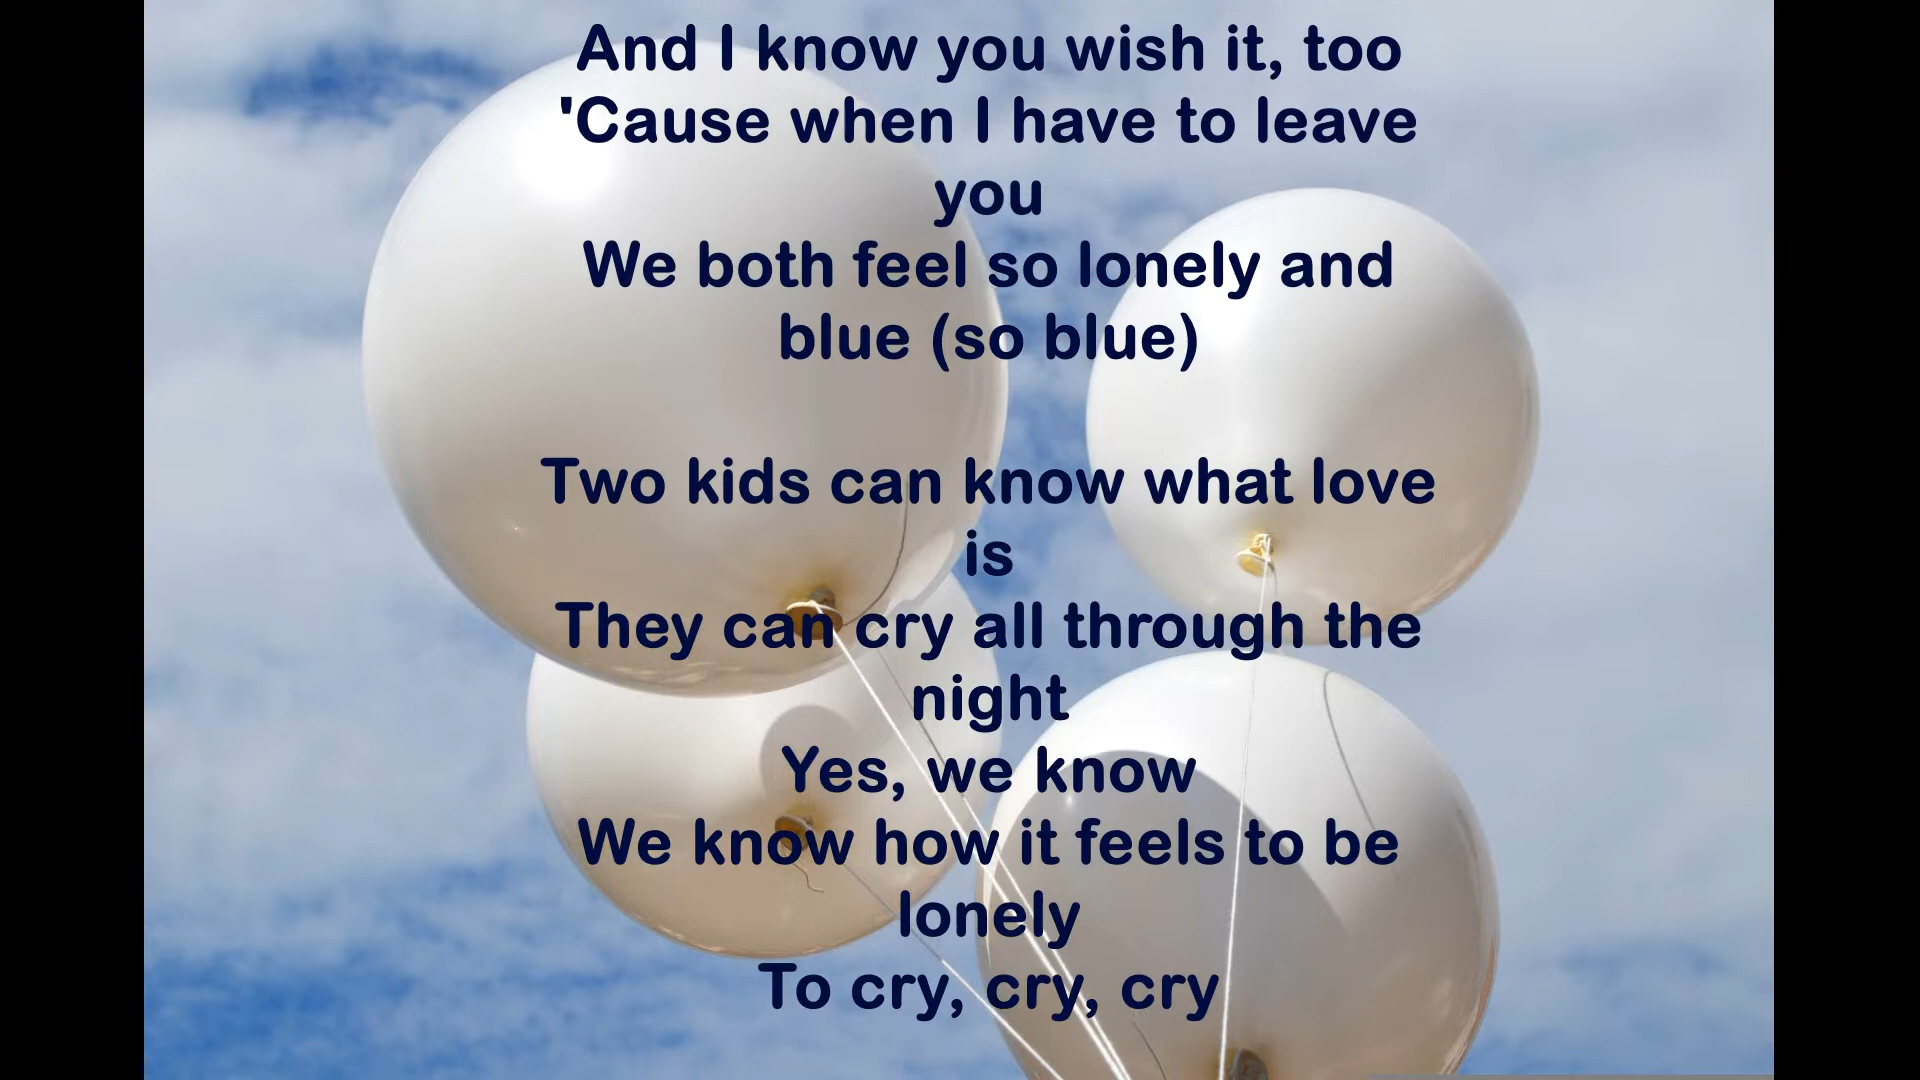 And I know you wish it, too
'Cause when I have to leave
you
We both feel so lonely and
blue (so blue)
Two kids can know what love
is
They can cry all through the
night
Yes, we know
We know how it feels to be
lonely
To cry, cry, cry